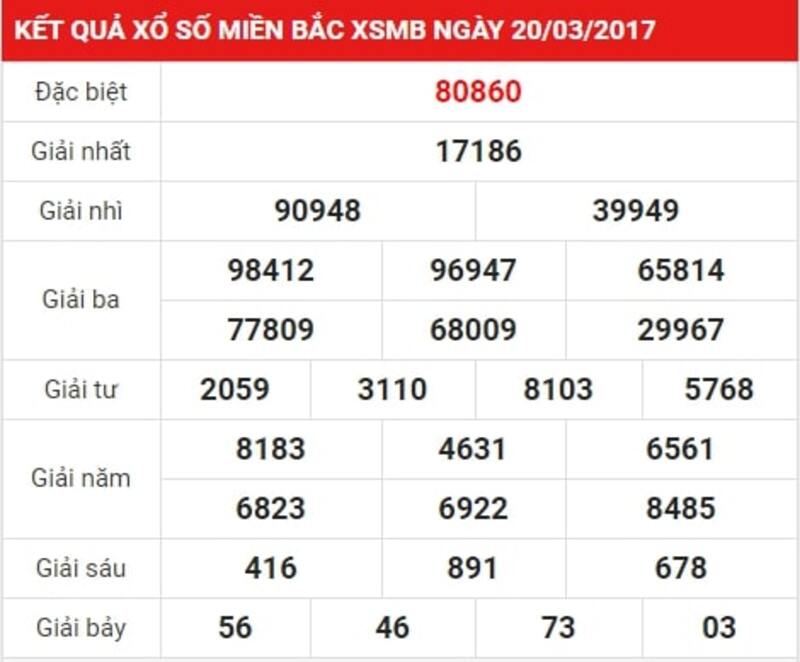 KẾT QUẢ XỔ SỐ MIỀN BẮC XSMB NGÀY 20/03/2017
Đặc biệt 80860
Giải nhất 17186
Giải nhì 90948 39949
Giải ba
98412 96947 65814
77809 68009 29967
Giải tư 2059 3110 8103 5768
Giải năm
8183 4631 6561
6823 6922 8485
Giải sáu 416 891 678
Giải bảy 56 46 73 03